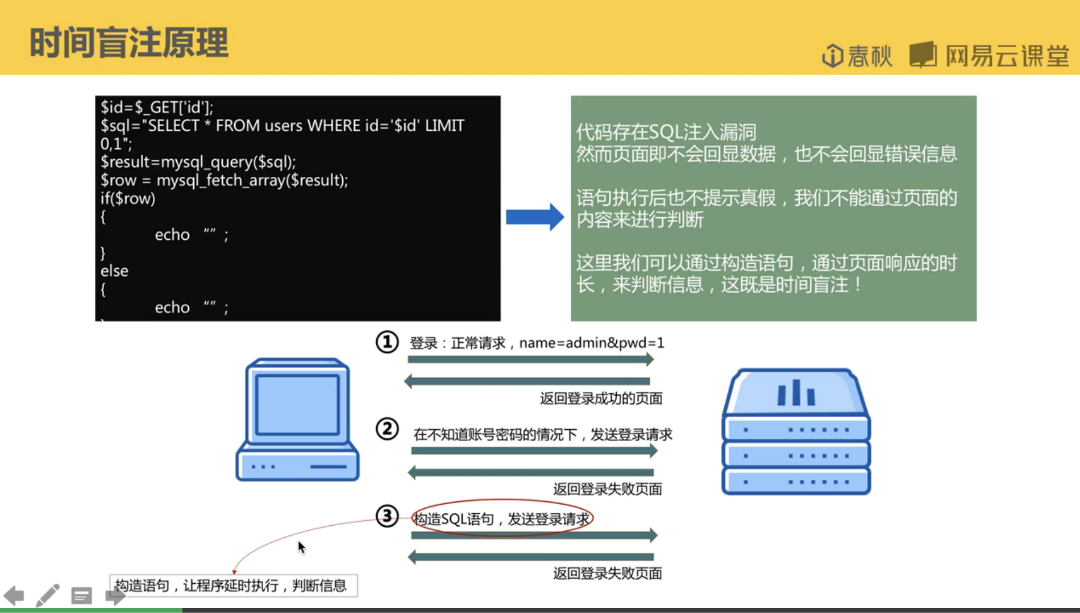 时间盲注原理
春秋 网易云课堂
$id=$_GET['id'];
$sql="SELECT * FROM users WHERE id='$id' LIMIT
0,1";
$result=mysql_query($sql);
$row = mysql_fetch_array($result);
if($row)
{
echo “” ;
}
else
{
echo “” ;
代码存在SQL注入漏洞
然而页面即不会回显数据，也不会回显错误信息
语句执行后也不提示真假，我们不能通过页面的
内容来进行判断
这里我们可以通过构造语句，通过页面响应的时
长，来判断信息，这既是时间盲注！
① 登录：正常请求，name=admin&pwd=1
返回登录成功的页面
② 在不知道账号密码的情况下，发送登录请求
返回登录失败页面
③ 构造SQL语句，发送登录请求
返回登录失败页面
构造语句，让程序延时执行，判断信息